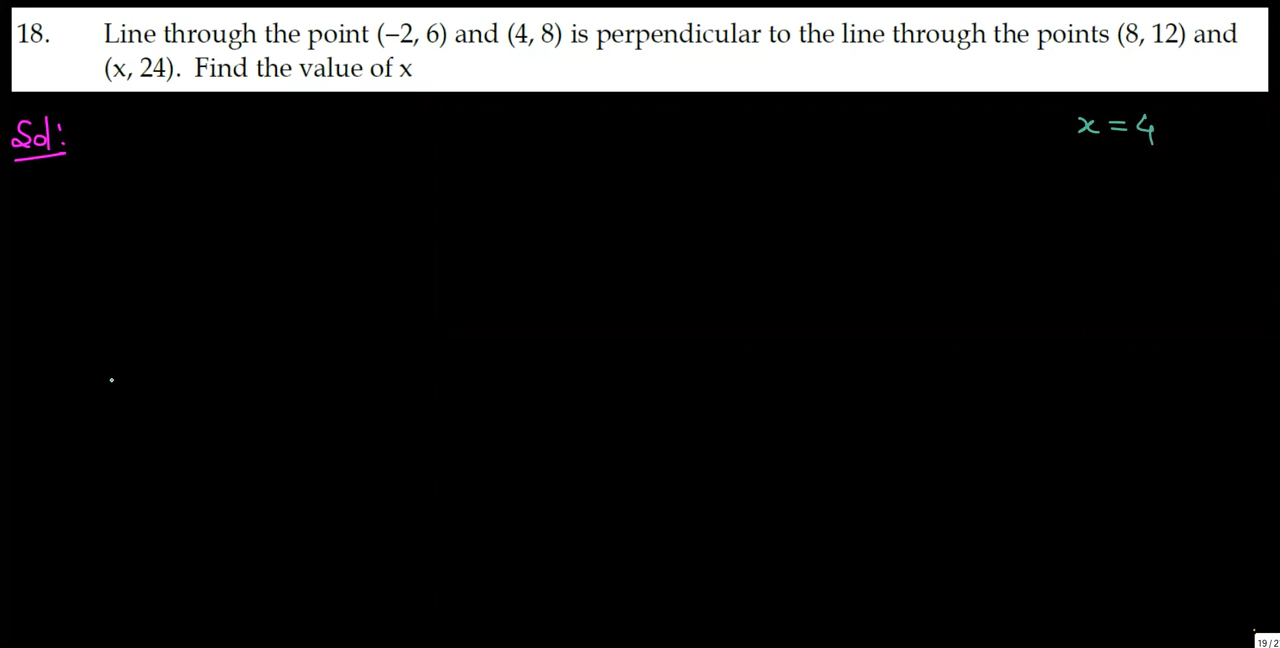 18. Line through the point (–2, 6) and (4, 8) is perpendicular to the line through the points (8, 12) and
(x, 24). Find the value of x
Sol:
x = 4
19 / 2